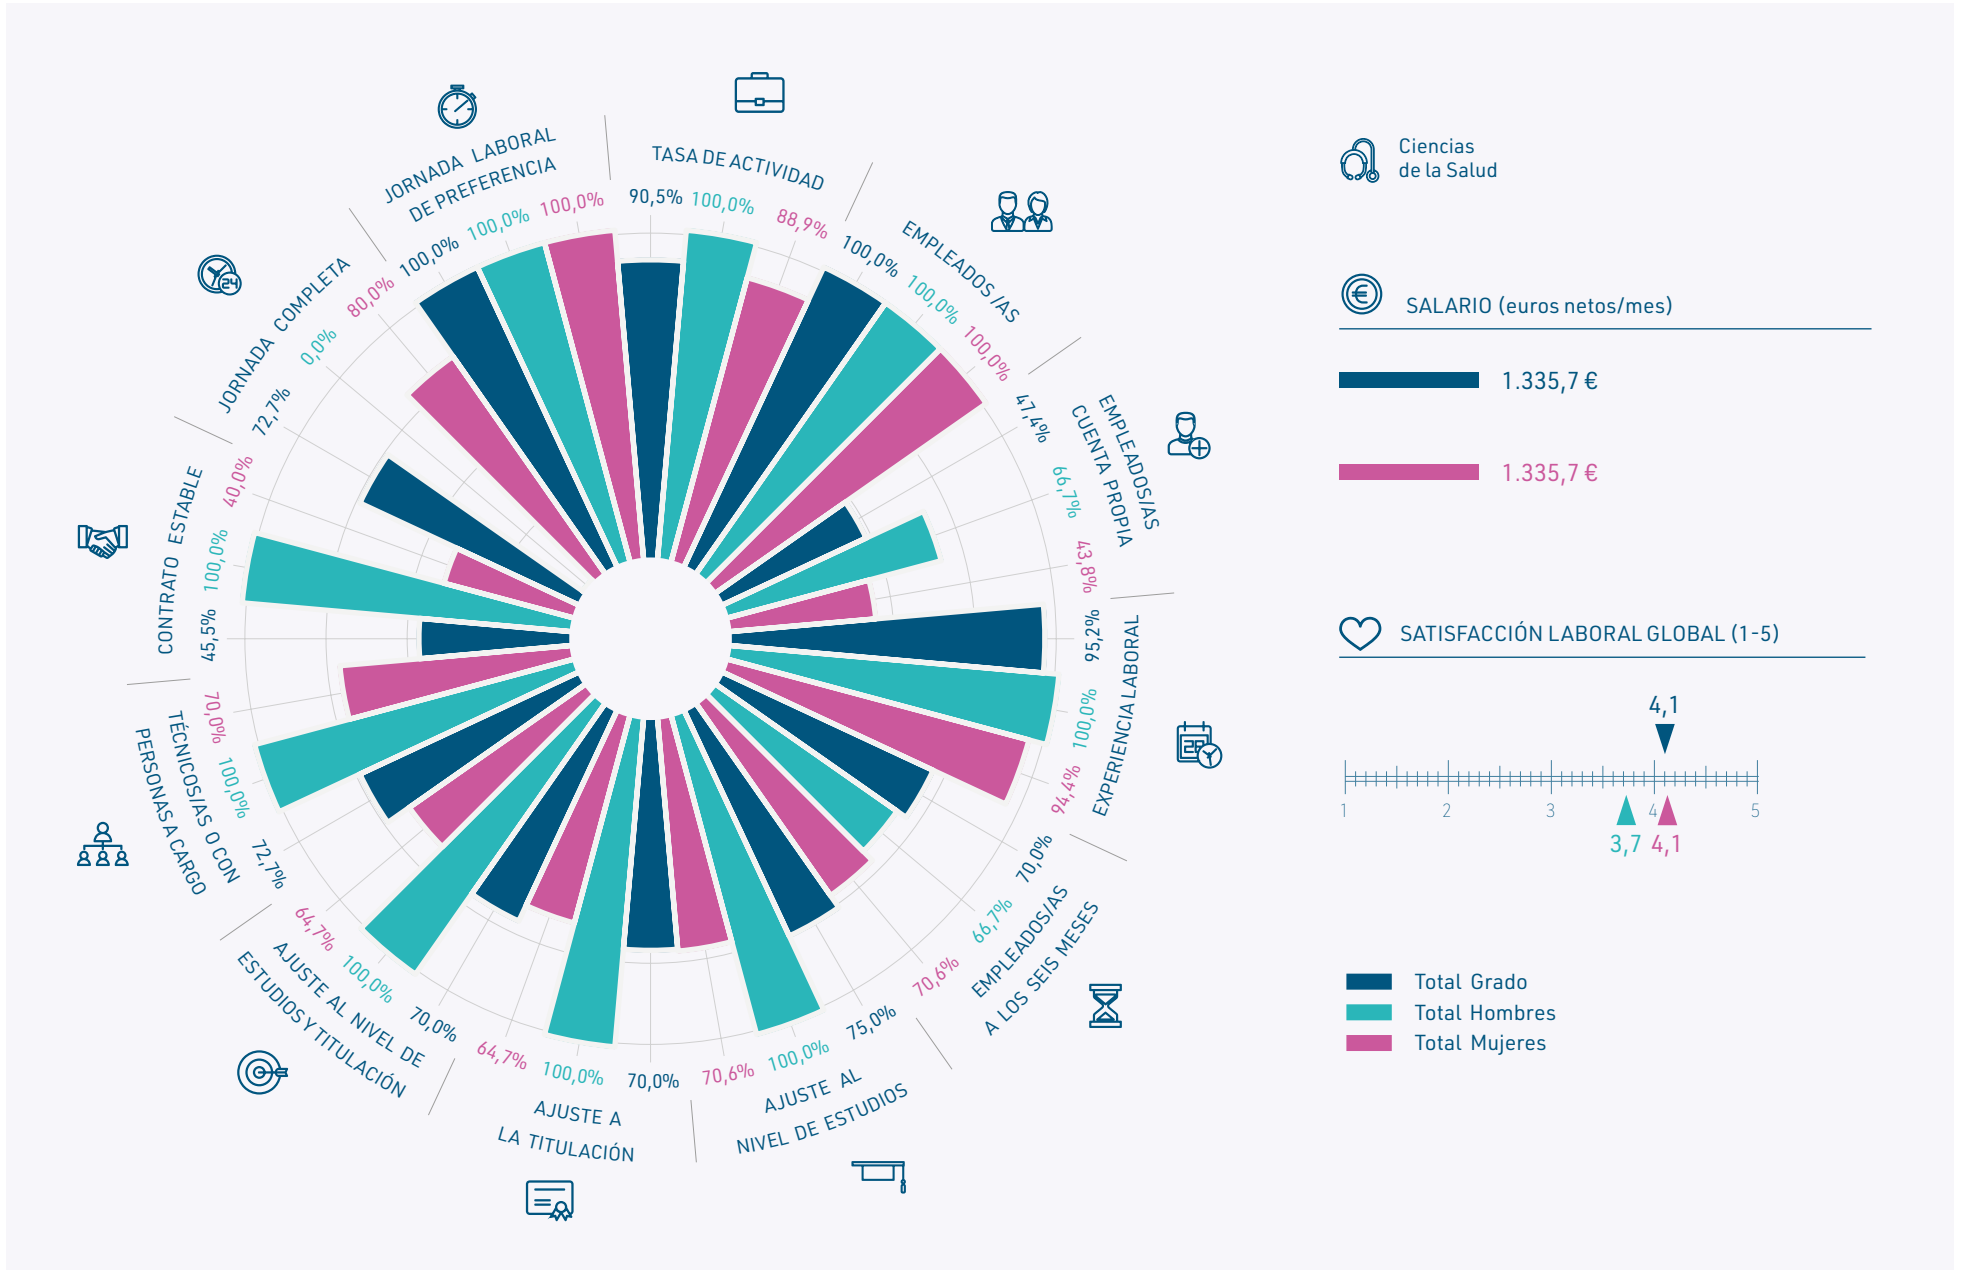 TASA DE ACTIVIDAD
90,5%
100,0%
88,9%
EMPLEADOS /AS
100,0%
100,0%
100,0%
EMPLEADOS/AS
CUENTA PROPIA
47,4%
66,7%
43,8%
EXPERIENCIA LABORAL
95,2%
100,0%
94,4%
EMPLEADOS/AS
A LOS SEIS MESES
70,0%
66,7%
70,6%
AJUSTE AL
NIVEL DE ESTUDIOS
75,0%
100,0%
70,6%
AJUSTE A
LA TITULACIÓN
70,0%
100,0%
64,7%
AJUSTE AL NIVEL DE
ESTUDIOS Y TITULACIÓN
70,0%
100,0%
64,7%
TÉCNICOS/AS O CON
PERSONAS A CARGO
72,7%
100,0%
70,0%
CONTRATO ESTABLE
45,5%
100,0%
40,0%
JORNADA COMPLETA
72,7%
0,0%
80,0%
JORNADA LABORAL
DE PREFERENCIA
100,0%
100,0%
100,0%
24
Ciencias
de la Salud
€
SALARIO (euros netos/mes)
1.335,7 €
1.335,7 €
SATISFACCIÓN LABORAL GLOBAL (1-5)
4,1
1 2 3 4 5
3,7 4,1
Total Grado
Total Hombres
Total Mujeres